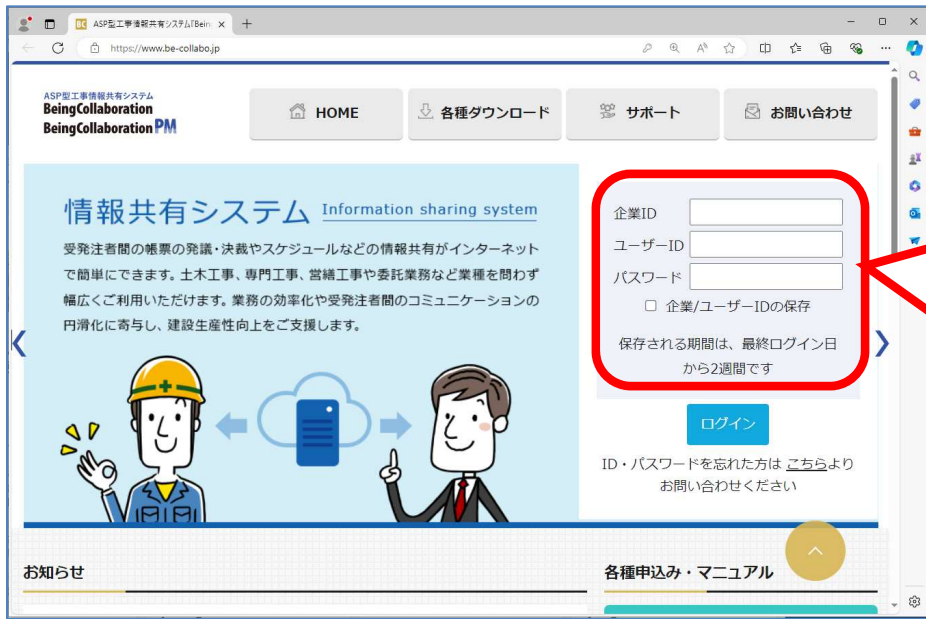 ASP型工事情報共有システム『Bein
https://www.be-collabo.jp
ASP型工事情報共有システム
BeingCollaboration
BeingCollaboration PM
HOME
各種ダウンロード
サポート
お問い合わせ
情報共有システム Information sharing system
受発注者間の帳票の発議・決裁やスケジュールなどの情報共有がインターネット
で簡単にできます。土木工事、専門工事、営繕工事や委託業務など業種を問わず
幅広くご利用いただけます。業務の効率化や受発注者間のコミュニケーションの
円滑化に寄与し、建設生産性向上をご支援します。
企業ID
ユーザーID
パスワード
企業/ユーザーIDの保存
保存される期間は、最終ログイン日
から2週間です
ログイン
ID・パスワードを忘れた方は こちらより
お問い合わせください
お知らせ
各種申込み・マニュアル